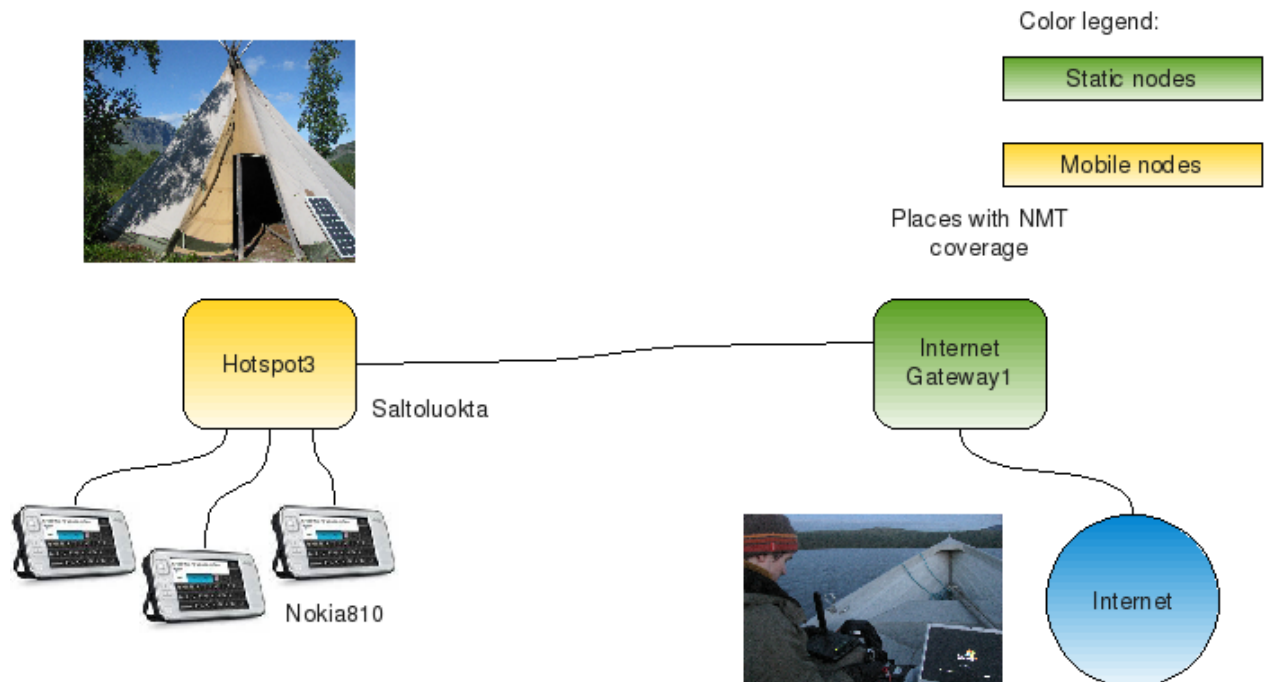 Color legend:
Static nodes
Mobile nodes
Places with NMT
coverage
Hotspot3
Internet
Gateway1
Saltoluokta
Nokia810
Internet